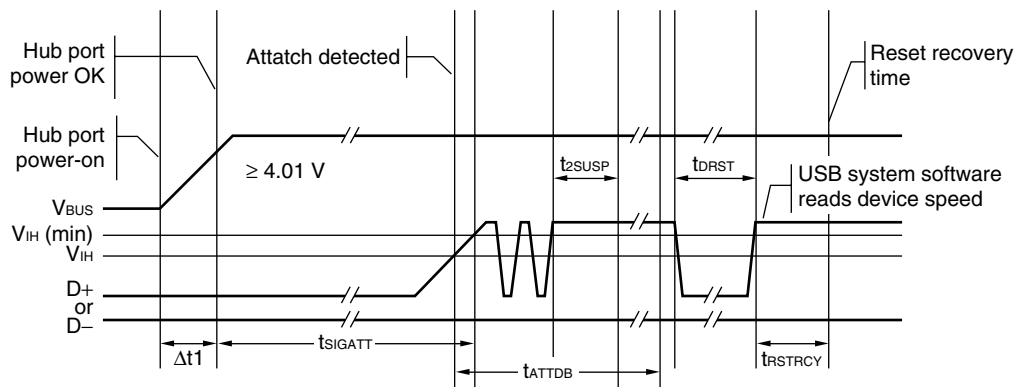 Hub port
power OK
Attatch detected
Reset recovery
time
Hub port
power-on
≥ 4.01 V
t2SUSP
tDRST
USB system software
reads device speed
VBUS
VIH (min)
VIH
D+
or
D−
Δt1
tSIGATT
tATTDB
tRSTRCY